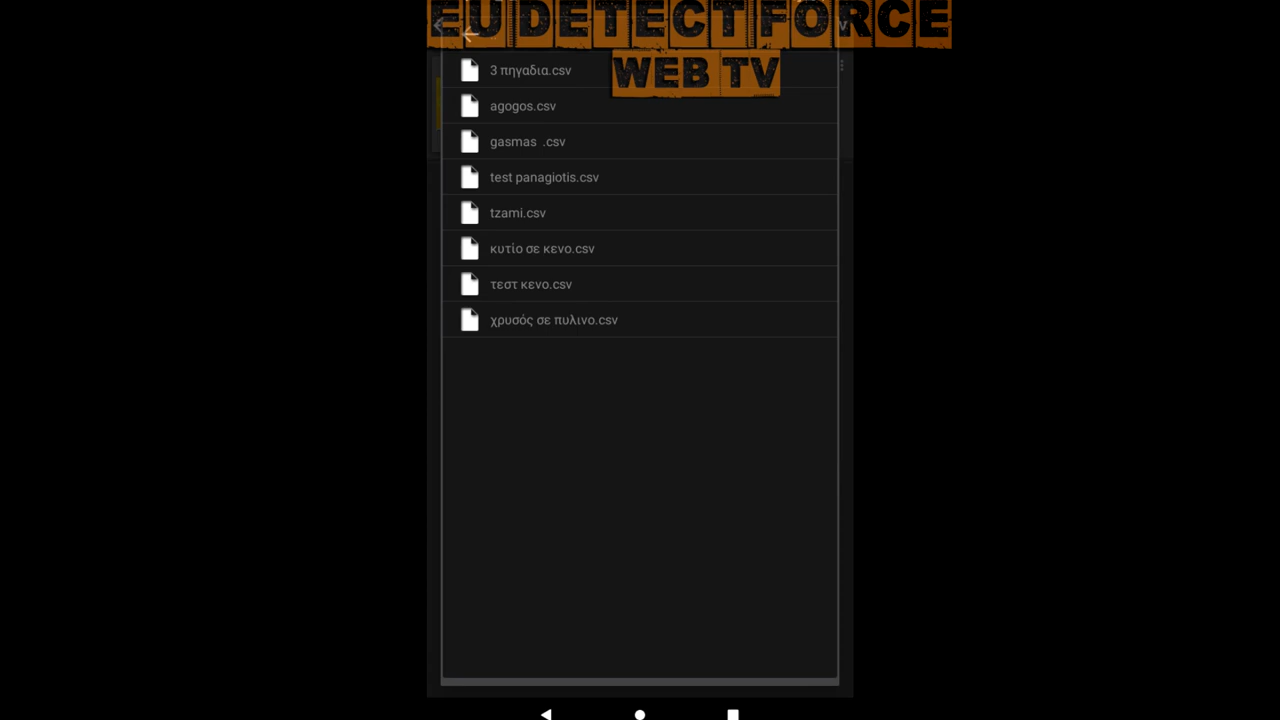 EU DETECT FORCE
WEB TV
3 πηγαδια.csv
agogos.csv
gasmas .csv
test panagiotis.csv
tzami.csv
κυτίο σε κενο.csv
τεστ κενο.csv
χρυσός σε πυλινο.csv